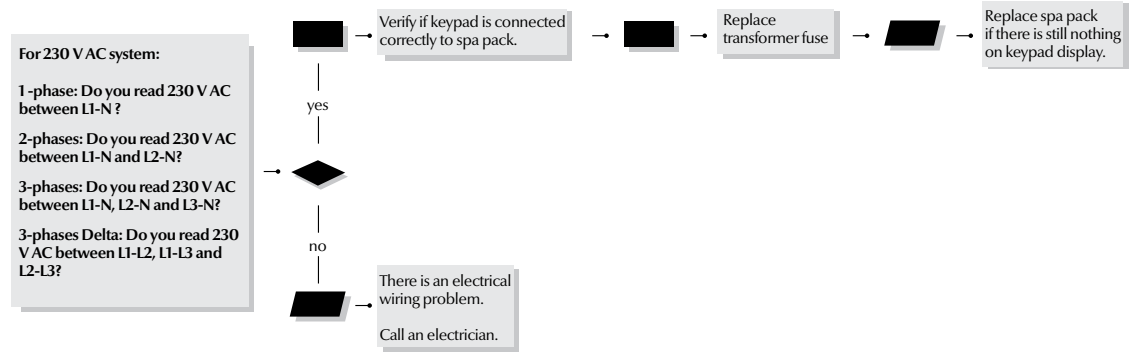 For 230 V AC system:
1-phase: Do you read 230 V AC
between L1-N ?
2-phases: Do you read 230 V AC
between L1-N and L2-N?
3-phases: Do you read 230 V AC
between L1-N, L2-N and L3-N?
3-phases Delta: Do you read 230
V AC between L1-L2, L1-L3 and
L2-L3?
yes
no
Verify if keypad is connected
correctly to spa pack.
Replace
transformer fuse
Replace spa pack
if there is still nothing
on keypad display.
There is an electrical
wiring problem.
Call an electrician.